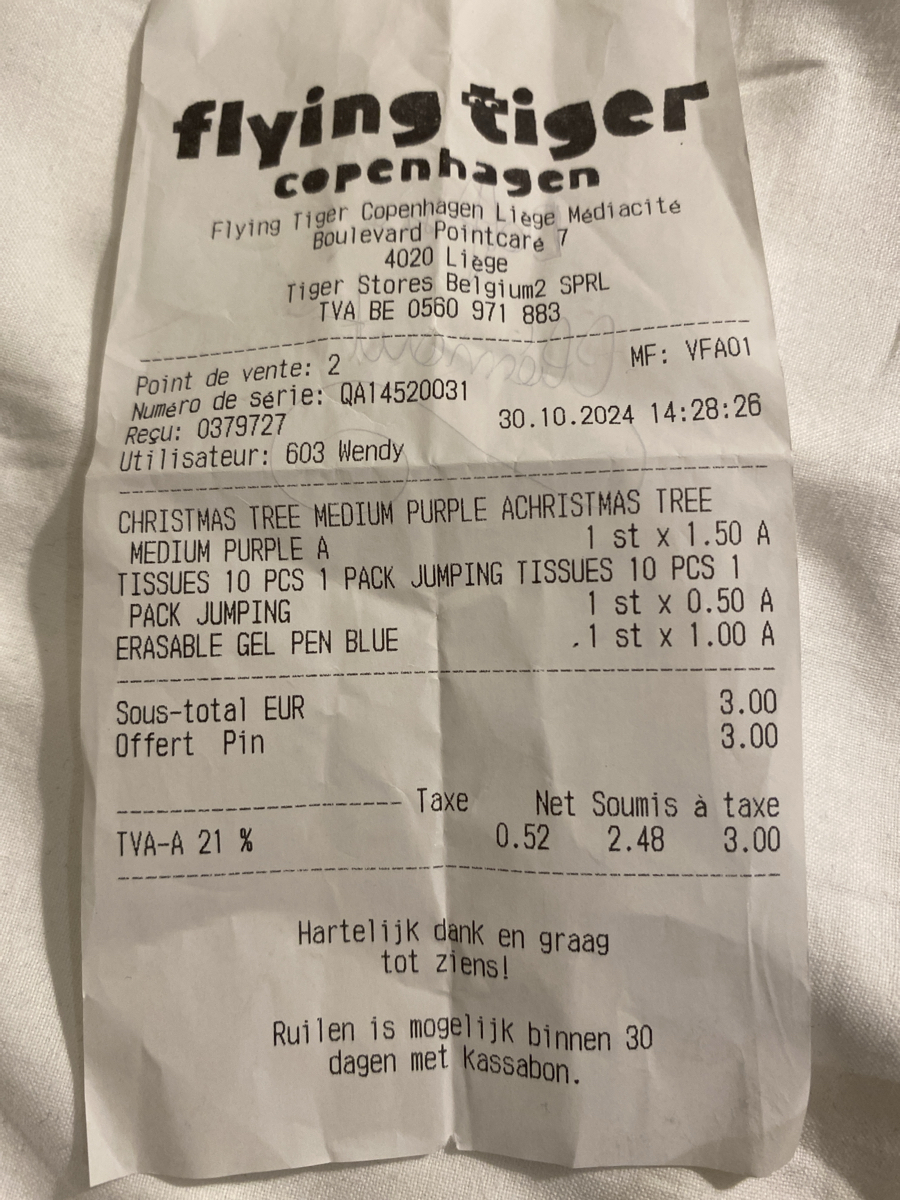 flying tiger
copenhagen
Flying Tiger Copenhagen Liège Médiacité
Boulevard Pointcaré 7
4020 Liège
Tiger Stores Belgium2 SPRL
TVA BE 0560 971 883
Point de vente: 2 MF: VFA01
Numéro de série: QA14520031
Reçu: 0379727 30.10.2024 14:28:26
Utilisateur: 603 Wendy
CHRISTMAS TREE MEDIUM PURPLE ACHRISTMAS TREE
MEDIUM PURPLE A 1 st x 1.50 A
TISSUES 10 PCS 1 PACK JUMPING TISSUES 10 PCS 1
PACK JUMPING 1 st x 0.50 A
ERASABLE GEL PEN BLUE 1 st x 1.00 A
Sous-total EUR 3.00
Offert Pin 3.00
Taxe Net Soumis à taxe
TVA-A 21 % 0.52 2.48 3.00
Hartelijk dank en graag
tot ziens!
Ruilen is mogelijk binnen 30
dagen met kassabon.